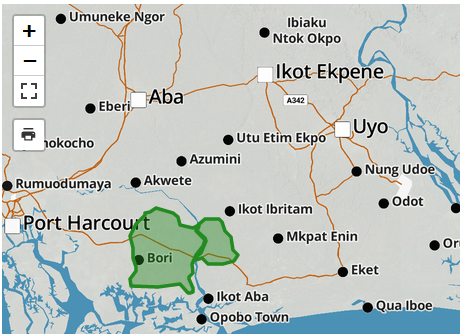 Umuneke Ngor
Ibiaku
Ntok Okpo
+
−
Ikot Ekpene
Aba
A342
Eberi
Uyo
Utu Etim Ekpo
Azumini
Nung Udoe
Akwete
Rumuodumaya
Odot
Ikot Ibritam
Port Harcourt
Mkpat Enin
Bori
Eket
Ikot Aba
Qua Iboe
Opobo Town